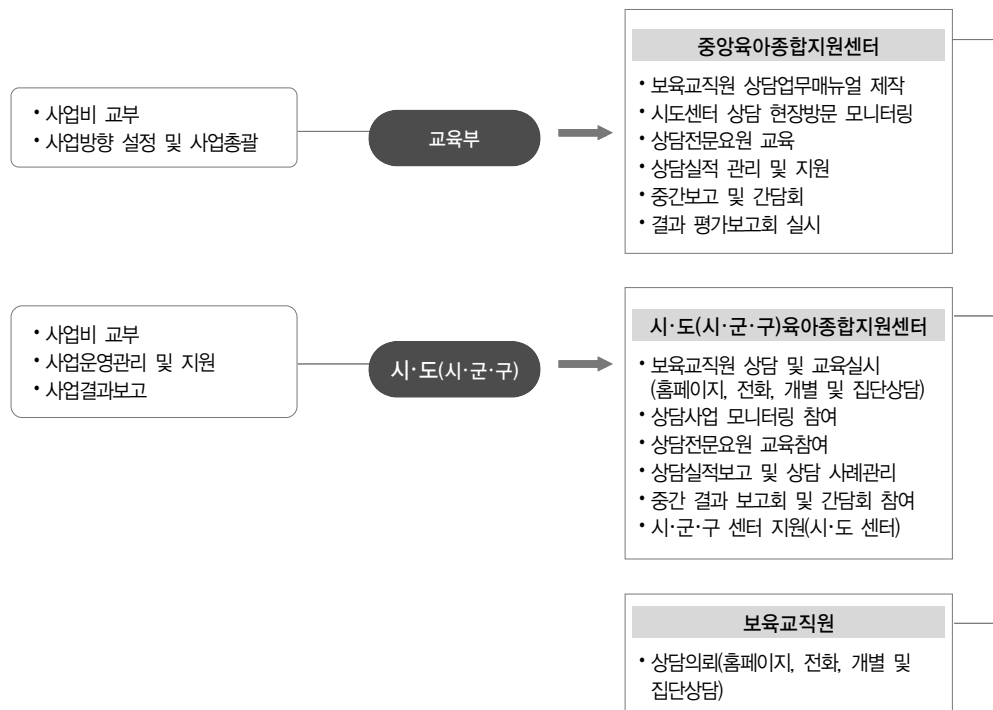 • 사업비 교부
• 사업방향 설정 및 사업총괄
교육부
중앙육아종합지원센터
• 보육교직원 상담업무매뉴얼 제작
• 시도센터 상담 현장방문 모니터링
• 상담전문요원 교육
• 상담실적 관리 및 지원
• 중간보고 및 간담회
• 결과 평가보고회 실시
• 사업비 교부
• 사업운영관리 및 지원
• 사업결과보고
시·도(시·군·구)
시·도(시·군·구)육아종합지원센터
• 보육교직원 상담 및 교육실시
(홈페이지, 전화, 개별 및 집단상담)
• 상담사업 모니터링 참여
• 상담전문요원 교육참여
• 상담실적보고 및 상담 사례관리
• 중간 결과 보고회 및 간담회 참여
• 시·군·구 센터 지원(시·도 센터)
보육교직원
• 상담의뢰(홈페이지, 전화, 개별 및
집단상담)